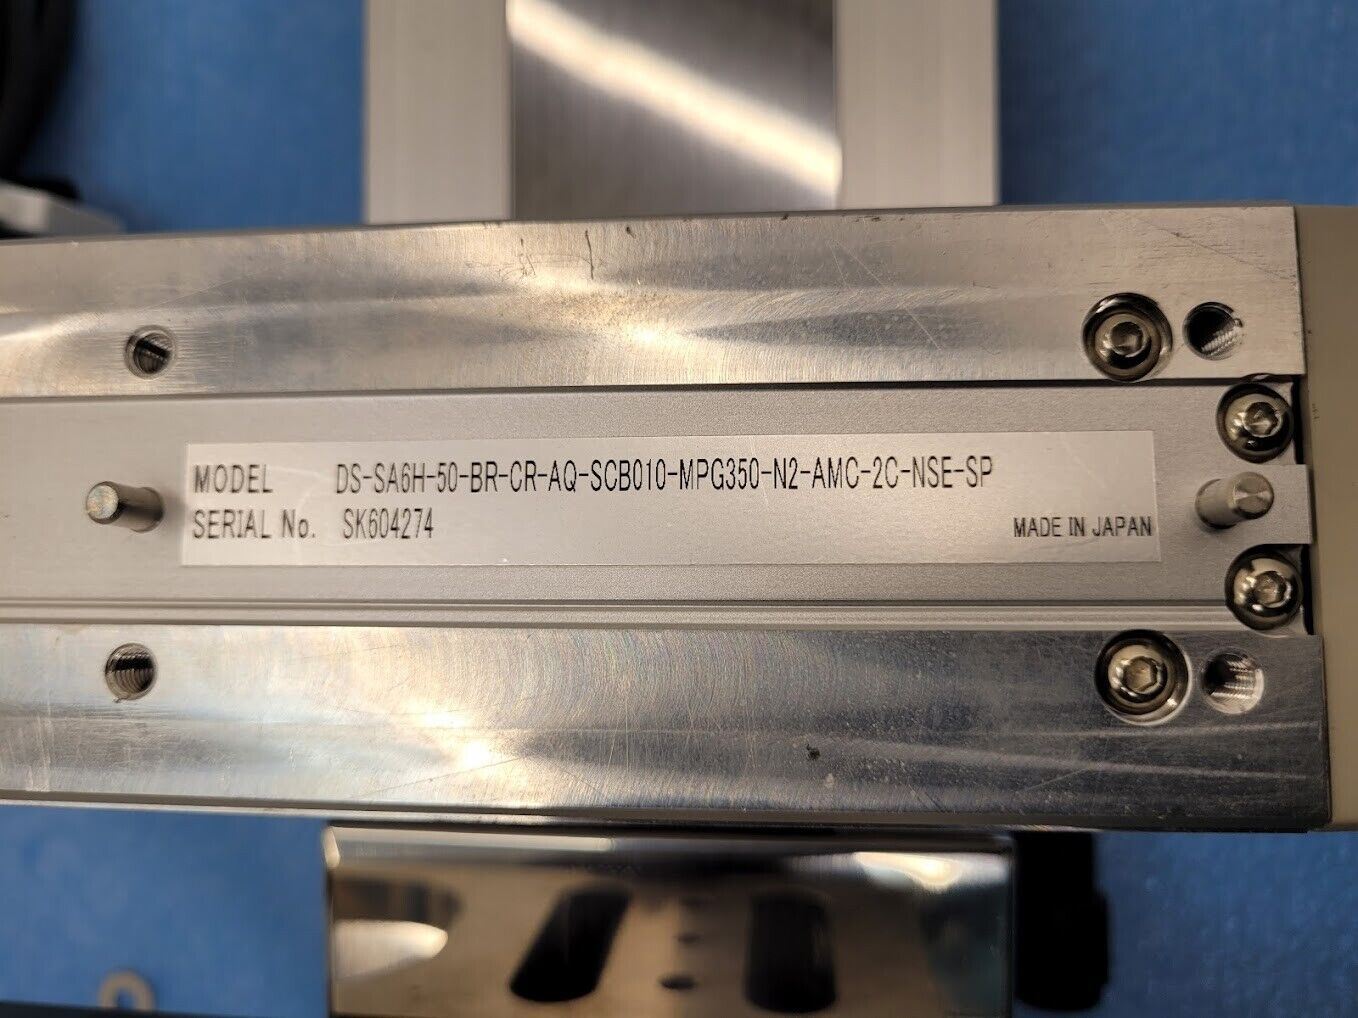 MODEL DS-SA6H-50-BR-CR-AQ-SCB010-MPG350-N2-AMC-2C-NSE-SP
SERIAL No. SK604274
MADE IN JAPAN